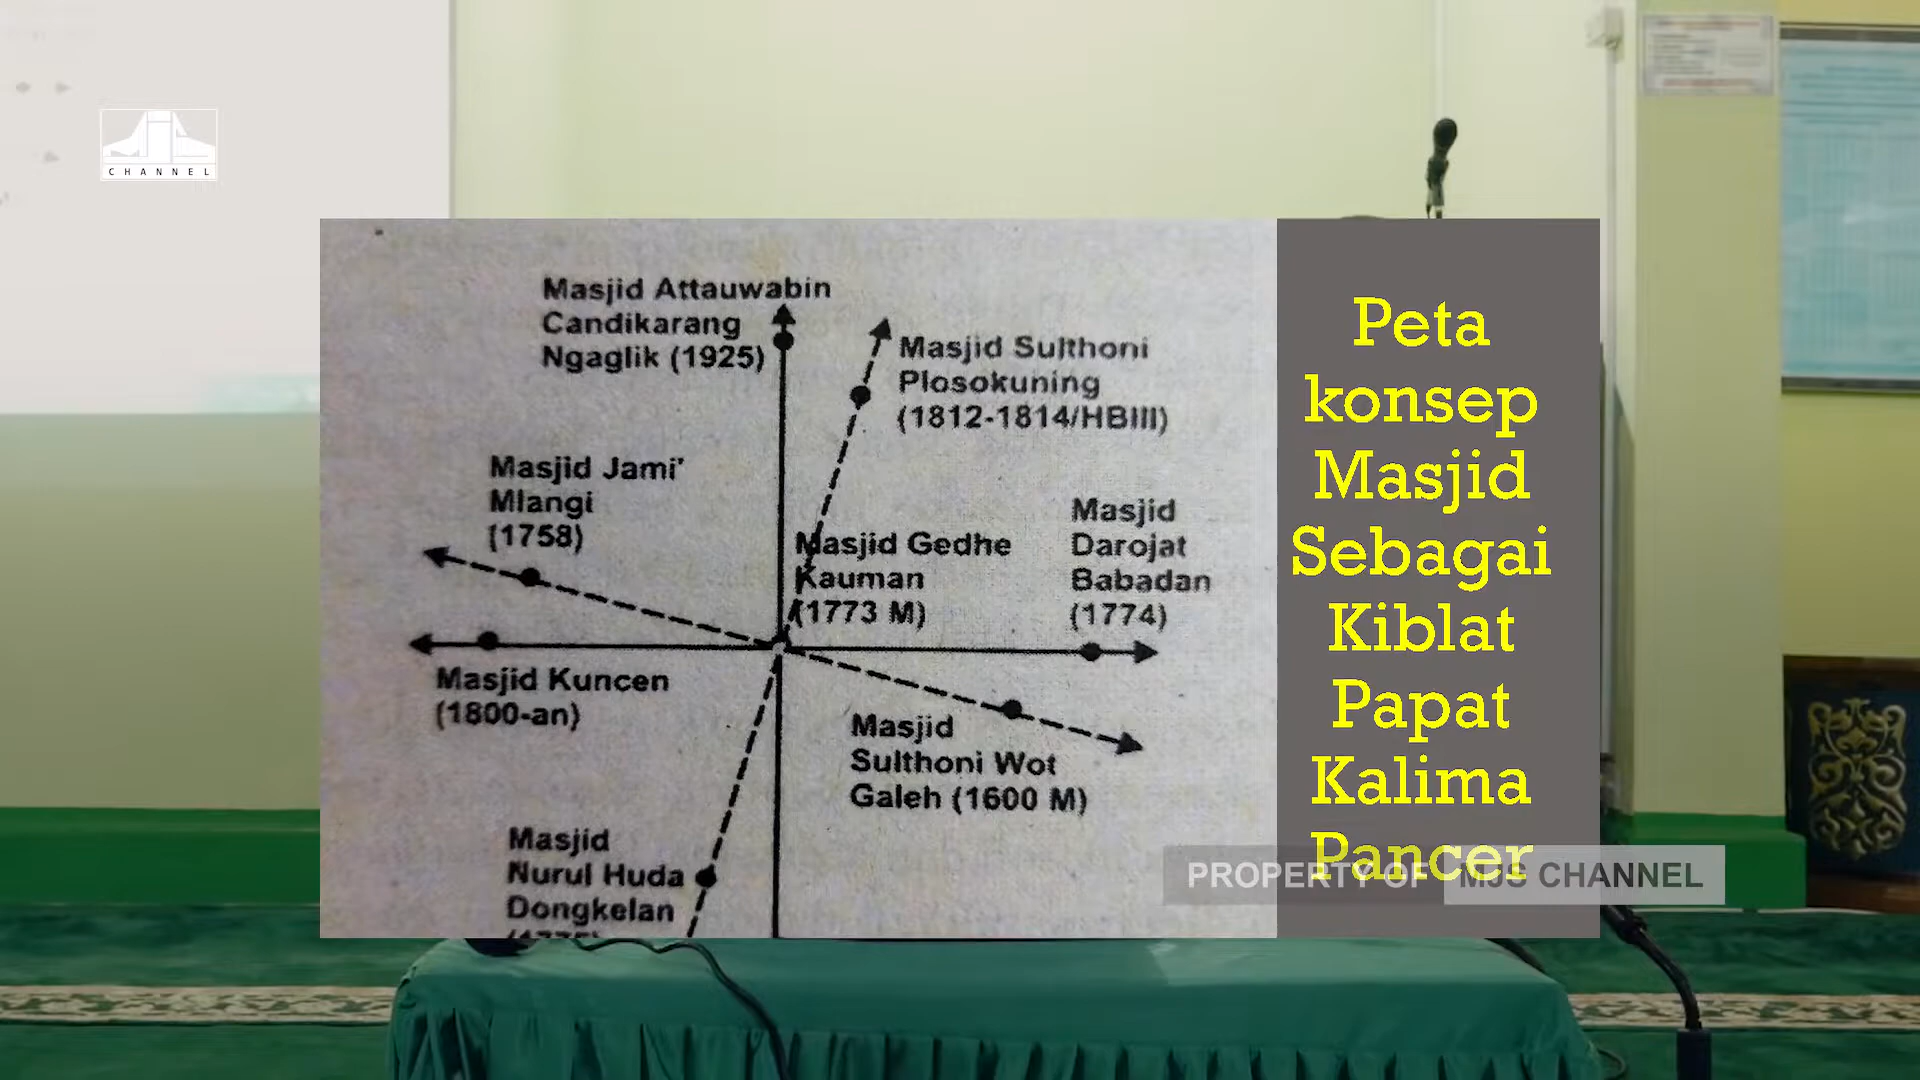 CHANNEL
Masjid Attauwabin
Candikarang
Ngaglik (1925)
Masjid Sulthoni
Plosokuning
(1812-1814/HBIII)
Masjid Jami'
Mlangi
(1758)
Masjid Gedhe
Kauman
(1773 M)
Masjid
Darojat
Babadan
(1774)
Masjid Kuncen
(1800-an)
Masjid
Sulthoni Wot
Galeh (1600 M)
Masjid
Nurul Huda
Dongkelan
Peta
konsep
Masjid
Sebagai
Kiblat
Papat
Kalima
Pancer
PROPERTY OF MJS CHANNEL